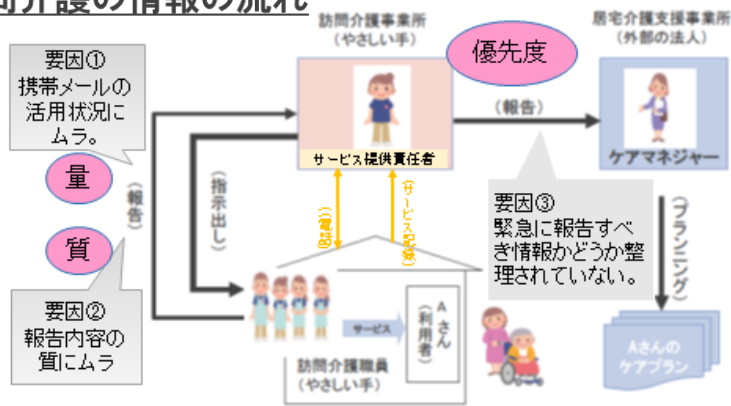 問介護の情報の流れ
訪問介護事業所
(やさしい手)
居宅介護支援事業所
(外部の法人)
優先度
要因①
携帯メールの
活用状況に
ムラ。
(報告)
サービス提供責任者
ケアマネジャー
量
(報告)
(指示出し)
(電話)
(サービス記録)
要因③
緊急に報告すべ
き情報かどうか整
理されていない。
(プランニング)
質
要因②
報告内容の
質にムラ
サービス
Aさん
(利用者)
訪問介護職員
(やさしい手)
Aさんの
ケアプラン